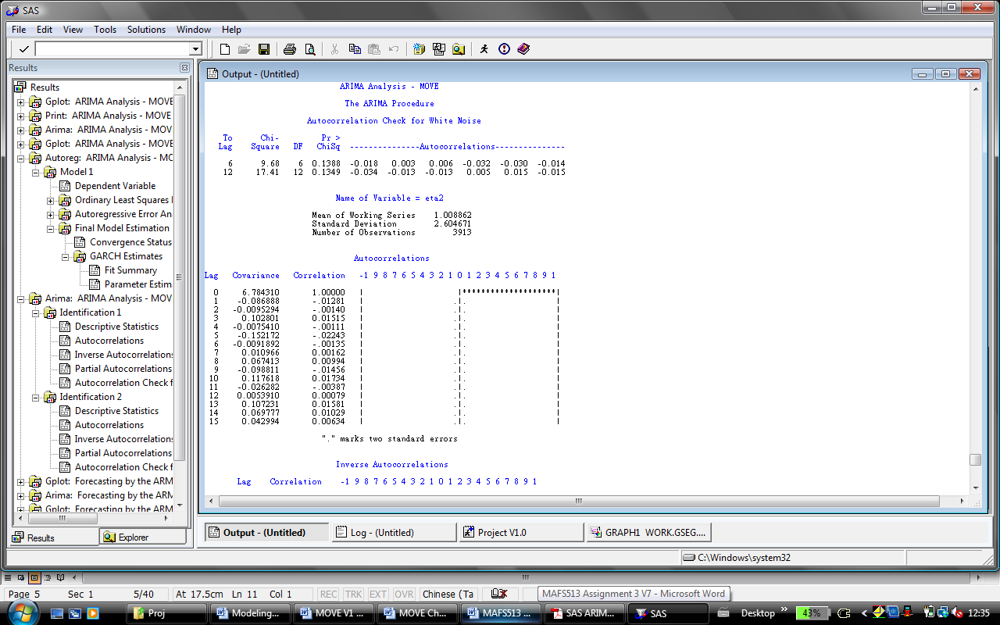 SAS
File Edit View Tools Solutions Window Help
Results
Results
Gplot: ARIMA Analysis - MOVE
Print: ARIMA Analysis - MOVE
Arima: ARIMA Analysis - MOVE
Gplot: ARIMA Analysis - MOVE
Autoreg: ARIMA Analysis - MO
Model 1
Dependent Variable
Ordinary Least Squares
Autoregressive Error An
Final Model Estimation
Convergence Status
GARCH Estimates
Fit Summary
Parameter Estim
Arima: ARIMA Analysis - MOV
Identification 1
Descriptive Statistics
Autocorrelations
Inverse Autocorrelations
Partial Autocorrelations
Autocorrelation Check f
Identification 2
Descriptive Statistics
Autocorrelations
Inverse Autocorrelations
Partial Autocorrelations
Autocorrelation Check f
Gplot: Forecasting by the ARM
Arima: Forecasting by the ARM
Gplot: Forecasting by the ARM
Results Explorer
Output - (Untitled)
ARIMA Analysis - MOVE
The ARIMA Procedure
Autocorrelation Check for White Noise
To Chi- Pr >
Lag Square DF ChiSq ---------------Autocorrelations---------------
6 9.68 6 0.1388 -0.018 0.003 0.006 -0.032 -0.030 -0.014
12 17.41 12 0.1349 -0.034 -0.013 -0.013 0.005 0.015 -0.015
Name of Variable = eta2
Mean of Working Series 1.008862
Standard Deviation 2.604671
Number of Observations 3913
Autocorrelations
Lag Covariance Correlation -1 9 8 7 6 5 4 3 2 1 0 1 2 3 4 5 6 7 8 9 1
0 6.784310 1.00000 | |********************|
1 -0.086888 -.01281 | .|. |
2 -0.0095294 -.00140 | .|. |
3 0.102801 0.01515 | .|. |
4 -0.0075410 -.00111 | .|. |
5 -0.152172 -.02243 | .|. |
6 -0.0091892 -.00135 | .|. |
7 0.010966 0.00162 | .|. |
8 0.067413 0.00994 | .|. |
9 -0.098811 -.01456 | .|. |
10 0.117618 0.01734 | .|. |
11 -0.026282 -.00387 | .|. |
12 0.0053910 0.00079 | .|. |
13 0.107231 0.01581 | .|. |
14 0.069777 0.01029 | .|. |
15 0.042994 0.00634 | .|. |
"." marks two standard errors
Inverse Autocorrelations
Lag Correlation -1 9 8 7 6 5 4 3 2 1 0 1 2 3 4 5 6 7 8 9 1
Output - (Untitled) Log - (Untitled) Project V1.0 GRAPH1 WORK.GSEG....
C:\Windows\system32
Page 5 Sec 1 5/40 At 17.5cm Ln 11 Col 1 REC TRK EXT OVR Chinese (Ta
MAFS513 Assignment 3 V7 - Microsoft Word
Proj Modeling... MOVE V1 ... MOVE Ch... MAFS513 ... SAS ARIM... SAS Desktop » 43% 12:35